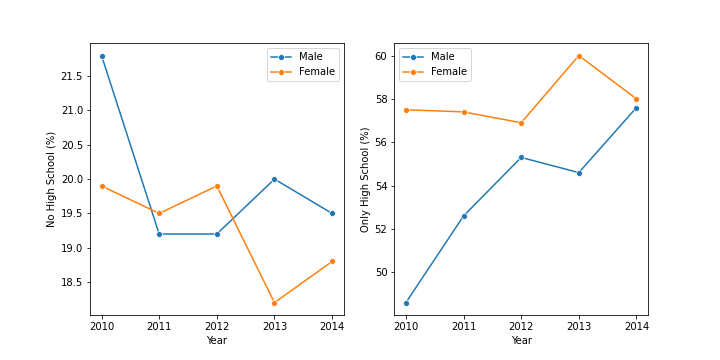 No High School (%)
21.5
21.0
20.5
20.0
19.5
19.0
18.5
2010 2011 2012 2013 2014
Year
Male
Female
Only High School (%)
60
58
56
54
52
50
2010 2011 2012 2013 2014
Year
Male
Female